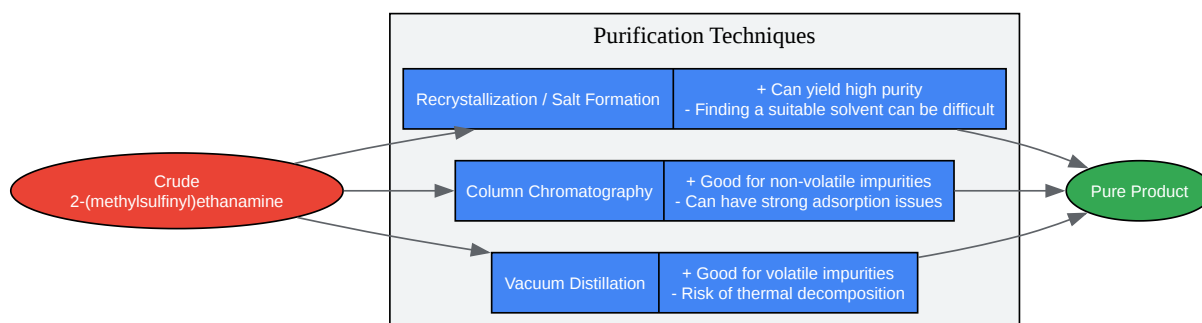 Purification Techniques
Recrystallization / Salt Formation
+ Can yield high purity
- Finding a suitable solvent can be difficult
Crude
2-(methylsulfinyl)ethanamine
Column Chromatography
+ Good for non-volatile impurities
- Can have strong adsorption issues
Pure Product
Vacuum Distillation
+ Good for volatile impurities
- Risk of thermal decomposition